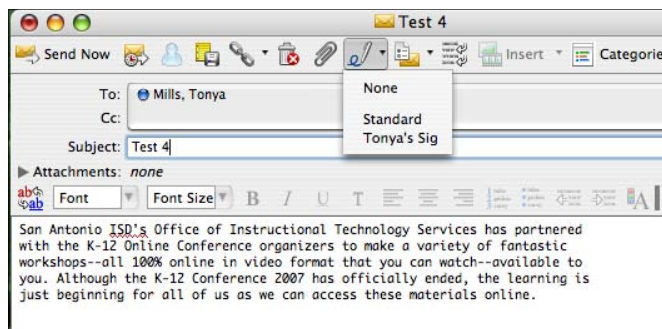 Test 4
Send Now
Insert
Categorie
None
Standard
Tonya's Sig
To: Mills, Tonya
Cc:
Subject: Test 4
Attachments: none
Font Font Size B I U T A
San Antonio ISD's Office of Instructional Technology Services has partnered
with the K-12 Online Conference organizers to make a variety of fantastic
workshops--all 100% online in video format that you can watch--available to
you. Although the K-12 Conference 2007 has officially ended, the learning is
just beginning for all of us as we can access these materials online.